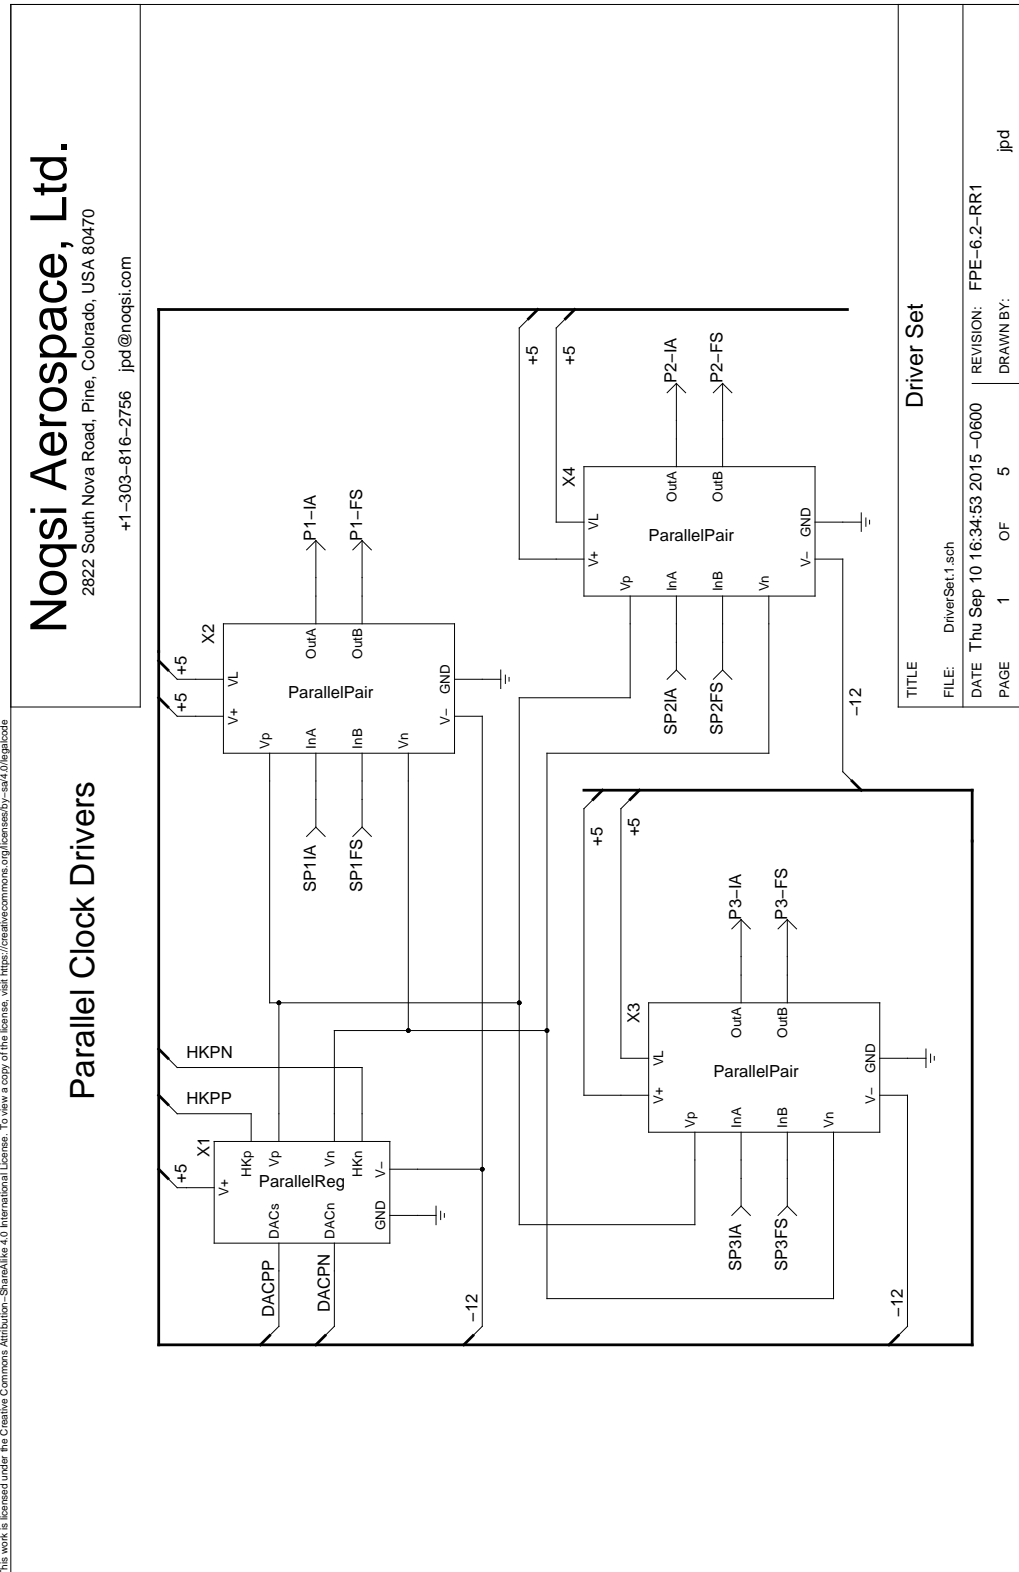 This work is licensed under the Creative Commons Attribution−ShareAlike 4.0 International License. To view a copy of the license, visit https://creativecommons.org/licenses/by−sa/4.0/legalcode
Noqsi Aerospace, Ltd.
2822 South Nova Road, Pine, Colorado, USA 80470
+1−303−816−2756 jpd@noqsi.com
Parallel Clock Drivers
+5
HKPP
HKPN
+5
+5
X1
V+
HKp
Vp
Vn
HKn
ParallelReg
DACs
DACn
GND
V−
DACPP
DACPN
−12
X2
V+
VL
Vp
InA
InB
Vn
OutA
OutB
ParallelPair
V−
GND
SP1IA
SP1FS
P1−IA
P1−FS
+5
+5
X4
V+
VL
Vp
InA
InB
Vn
OutA
OutB
ParallelPair
V−
GND
SP2IA
SP2FS
P2−IA
P2−FS
−12
+5
+5
X3
V+
VL
Vp
InA
InB
Vn
OutA
OutB
ParallelPair
V−
GND
SP3IA
SP3FS
P3−IA
P3−FS
−12
TITLE
Driver Set
FILE: DriverSet.1.sch
DATE Thu Sep 10 16:34:53 2015 −0600 REVISION: FPE−6.2−RR1
PAGE 1 OF 5 DRAWN BY: jpd